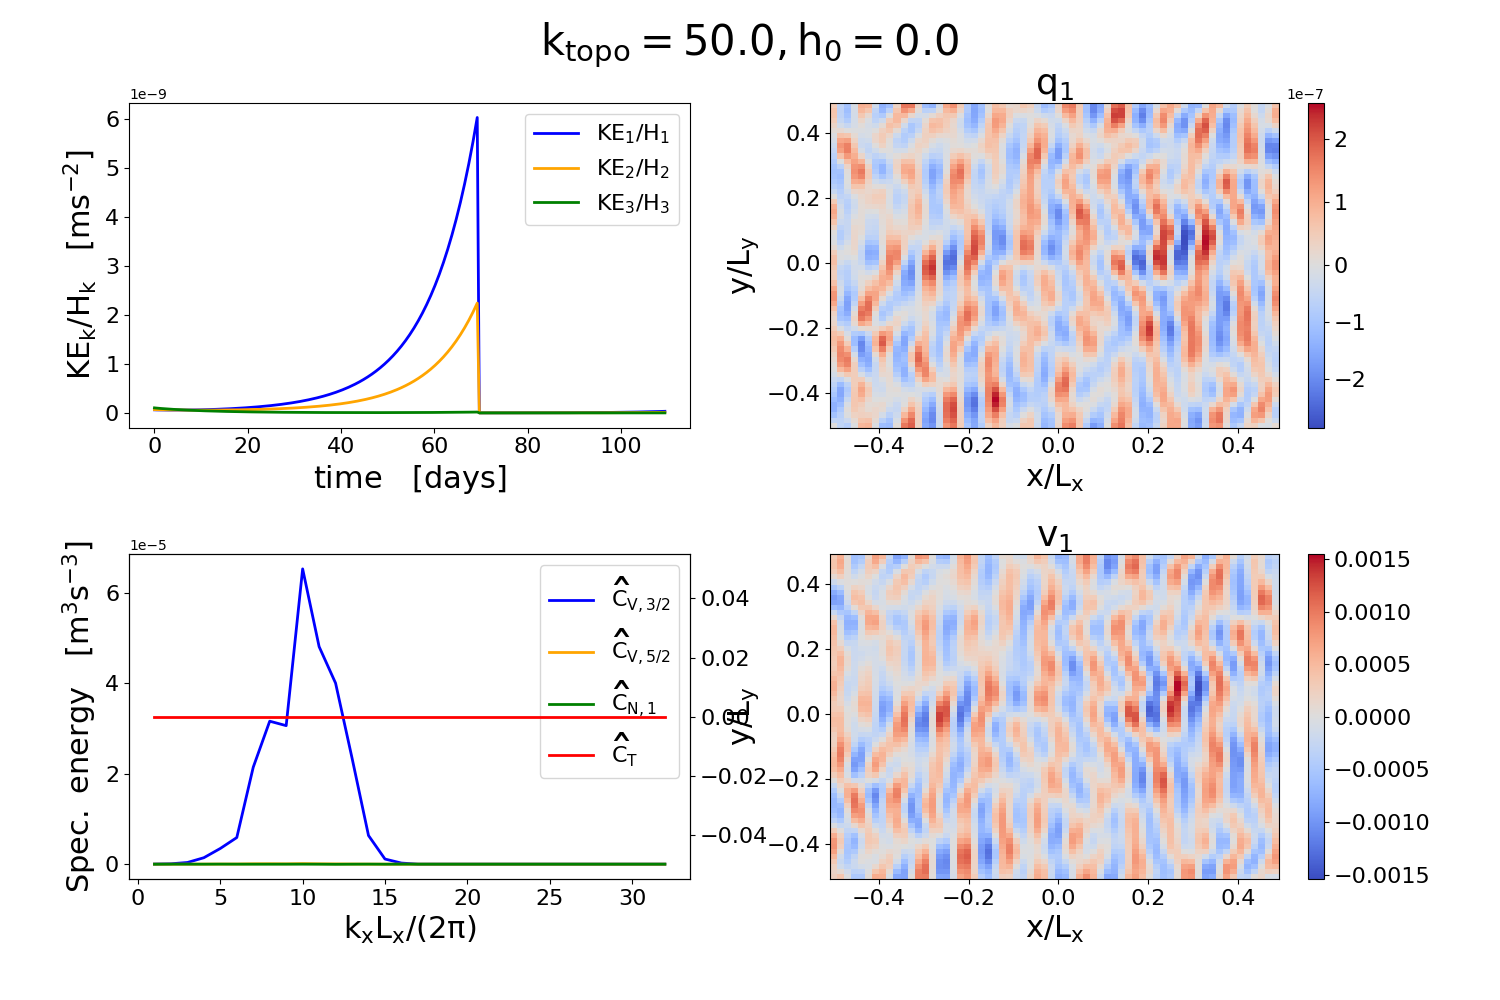 k_topo = 50.0, h_0 = 0.0
1e−9
KE_k/H_k [ms^−2]
6
5
4
3
2
1
0
KE_1/H_1
KE_2/H_2
KE_3/H_3
0 20 40 60 80 100
time [days]
q_1
1e−7
y/L_y
0.4
0.2
0.0
−0.2
−0.4
−0.4 −0.2 0.0 0.2 0.4
x/L_x
2
1
0
−1
−2
1e−5
Spec. energy [m^3s^−3]
6
4
2
0
Ĉ_V,3/2
Ĉ_V,5/2
Ĉ_N,1
Ĉ_T
0.04
0.02
0.00
−0.02
−0.04
0 5 10 15 20 25 30
k_xL_x/(2π)
v_1
y/L_y
0.4
0.2
0.0
−0.2
−0.4
−0.4 −0.2 0.0 0.2 0.4
x/L_x
0.0015
0.0010
0.0005
0.0000
−0.0005
−0.0010
−0.0015